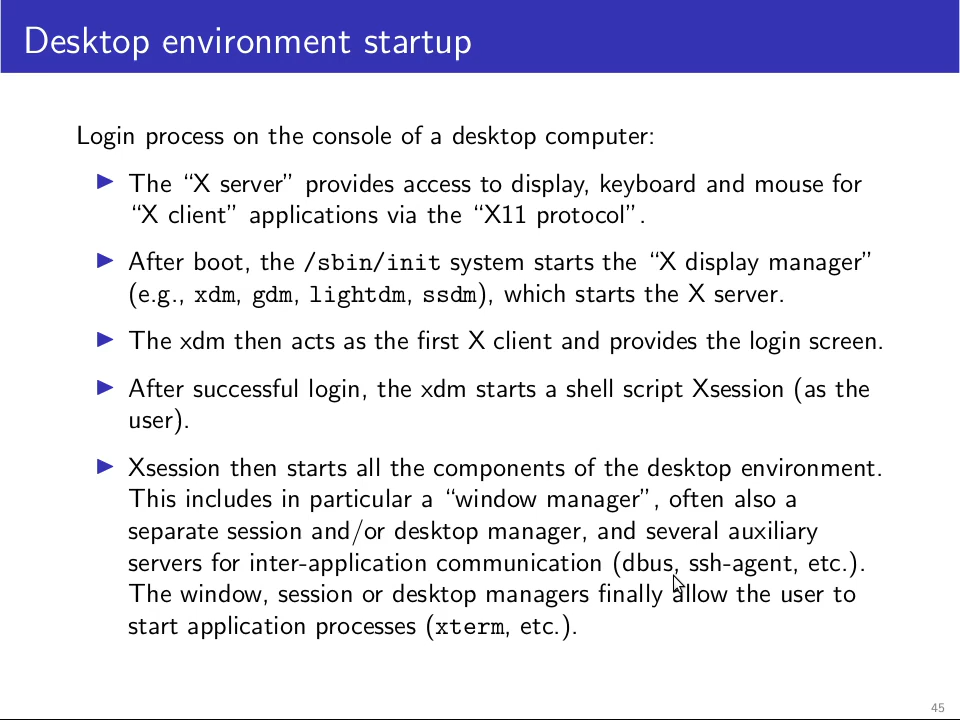 Desktop environment startup
Login process on the console of a desktop computer:
▶ The “X server” provides access to display, keyboard and mouse for
“X client” applications via the “X11 protocol”.
▶ After boot, the /sbin/init system starts the “X display manager”
(e.g., xdm, gdm, lightdm, ssdm), which starts the X server.
▶ The xdm then acts as the first X client and provides the login screen.
▶ After successful login, the xdm starts a shell script Xsession (as the
user).
▶ Xsession then starts all the components of the desktop environment.
This includes in particular a “window manager”, often also a
separate session and/or desktop manager, and several auxiliary
servers for inter-application communication (dbus, ssh-agent, etc.).
The window, session or desktop managers finally allow the user to
start application processes (xterm, etc.).
45